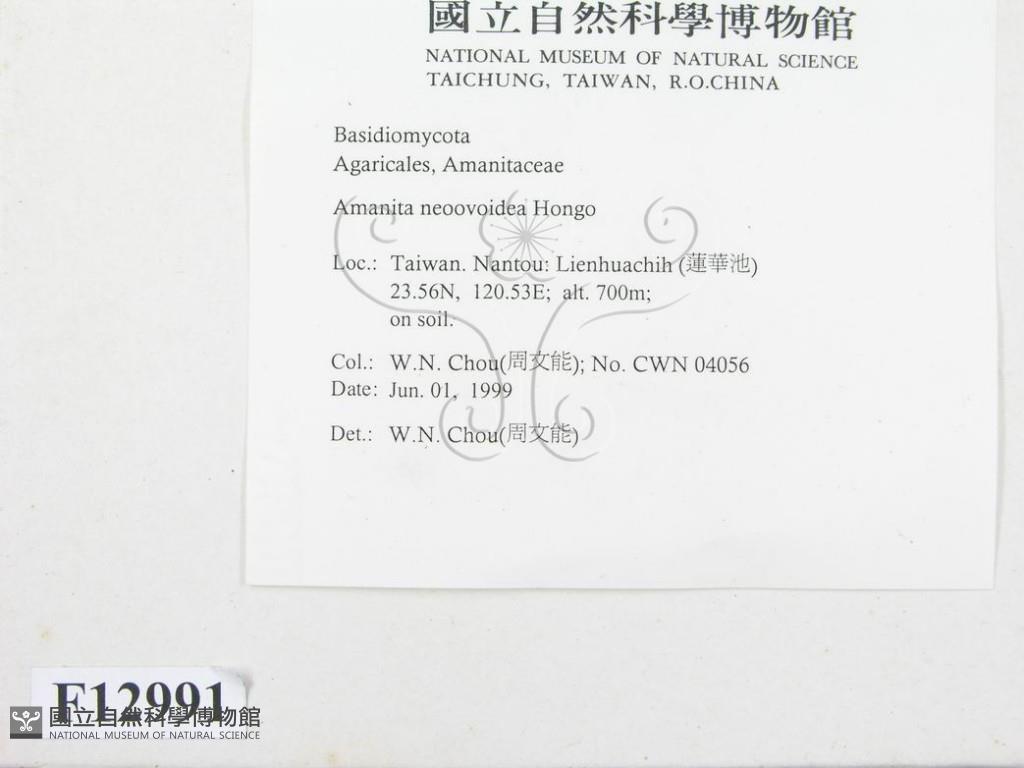 國立自然科學博物館
NATIONAL MUSEUM OF NATURAL SCIENCE
TAICHUNG, TAIWAN, R.O.CHINA
Basidiomycota
Agaricales, Amanitaceae
Amanita neoovoidea Hongo
Loc.: Taiwan. Nantou: Lienhuachih (蓮華池)
23.56N, 120.53E; alt. 700m;
on soil.
Col.: W.N. Chou(周文能); No. CWN 04056
Date: Jun. 01, 1999
Det.: W.N. Chou(周文能)
F12991
國立自然科學博物館
NATIONAL MUSEUM OF NATURAL SCIENCE